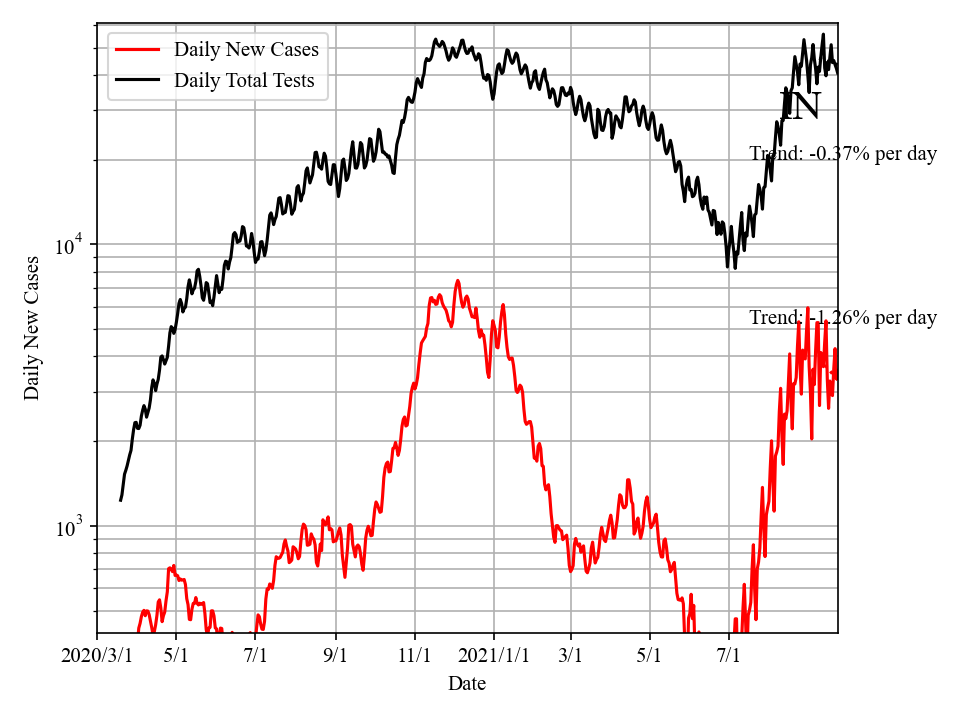 Daily New Cases
Daily Total Tests
IN
Trend: -0.37% per day
Trend: -1.26% per day
Daily New Cases
10^4
10^3
2020/3/1 5/1 7/1 9/1 11/1 2021/1/1 3/1 5/1 7/1
Date